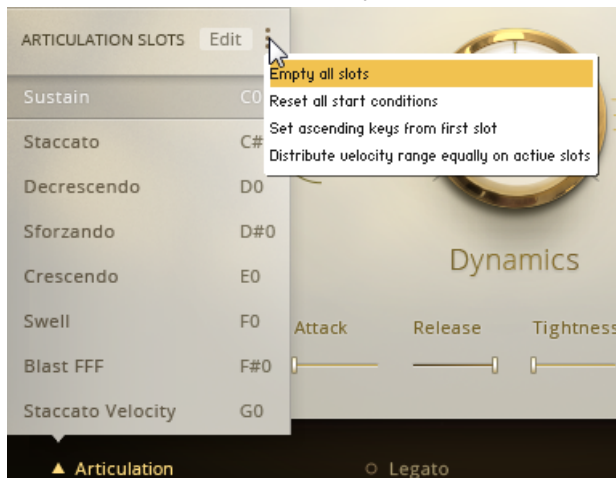 ARTICULATION SLOTS Edit
Empty all slots
Sustain C0
Reset all start conditions
Set ascending keys from first slot
Staccato C#
Distribute velocity range equally on active slots
Decrescendo D0
Sforzando D#0
Dynamics
Crescendo E0
Swell F0
Attack Release Tightness
Blast FFF F#0
Staccato Velocity G0
Articulation Legato